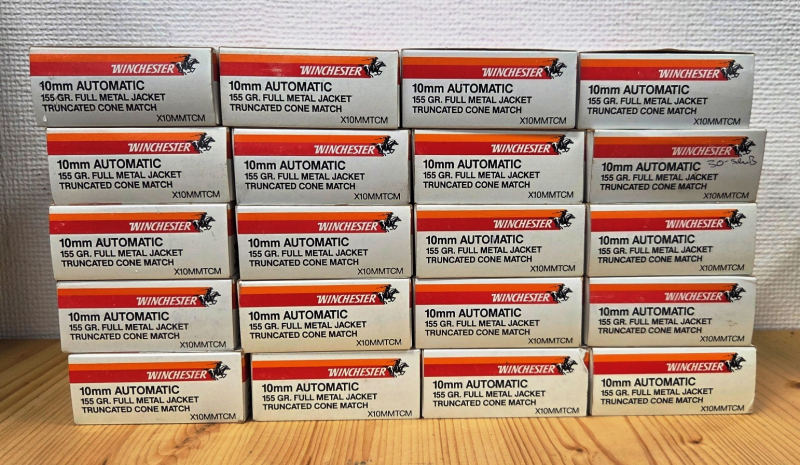 WINCHESTER
10mm AUTOMATIC
155 GR. FULL METAL JACKET
TRUNCATED CONE MATCH
X10MMTCM
WINCHESTER
10mm AUTOMATIC
155 GR. FULL METAL JACKET
TRUNCATED CONE MATCH
X10MMTCM
WINCHESTER
10mm AUTOMATIC
155 GR. FULL METAL JACKET
TRUNCATED CONE MATCH
X10MMTCM
WINCHESTER
10mm AUTOMATIC
155 GR. FULL METAL JACKET
TRUNCATED CONE MATCH
X10MMTCM
WINCHESTER
10mm AUTOMATIC
155 GR. FULL METAL JACKET
TRUNCATED CONE MATCH
X10MMTCM
WINCHESTER
10mm AUTOMATIC
155 GR. FULL METAL JACKET
TRUNCATED CONE MATCH
X10MMTCM
WINCHESTER
10mm AUTOMATIC
155 GR. FULL METAL JACKET
TRUNCATED CONE MATCH
X10MMTCM
WINCHESTER
10mm AUTOMATIC
155 GR. FULL METAL JACKET
TRUNCATED CONE MATCH
X10MMTCM
WINCHESTER
10mm AUTOMATIC
155 GR. FULL METAL JACKET
TRUNCATED CONE MATCH
X10MMTCM
WINCHESTER
10mm AUTOMATIC
155 GR. FULL METAL JACKET
TRUNCATED CONE MATCH
X10MMTCM
WINCHESTER
10mm AUTOMATIC
155 GR. FULL METAL JACKET
TRUNCATED CONE MATCH
X10MMTCM
WINCHESTER
10mm AUTOMATIC
155 GR. FULL METAL JACKET
TRUNCATED CONE MATCH
X10MMTCM
WINCHESTER
10mm AUTOMATIC
155 GR. FULL METAL JACKET
TRUNCATED CONE MATCH
X10MMTCM
WINCHESTER
10mm AUTOMATIC
155 GR. FULL METAL JACKET
TRUNCATED CONE MATCH
X10MMTCM
WINCHESTER
10mm AUTOMATIC
155 GR. FULL METAL JACKET
TRUNCATED CONE MATCH
X10MMTCM
WINCHESTER
10mm AUTOMATIC
155 GR. FULL METAL JACKET
TRUNCATED CONE MATCH
X10MMTCM
WINCHESTER
10mm AUTOMATIC
155 GR. FULL METAL JACKET
TRUNCATED CONE MATCH
X10MMTCM
WINCHESTER
10mm AUTOMATIC
155 GR. FULL METAL JACKET
TRUNCATED CONE MATCH
X10MMTCM
WINCHESTER
10mm AUTOMATIC
155 GR. FULL METAL JACKET
TRUNCATED CONE MATCH
X10MMTCM
WINCHESTER
10mm AUTOMATIC
155 GR. FULL METAL JACKET
TRUNCATED CONE MATCH
X10MMTCM